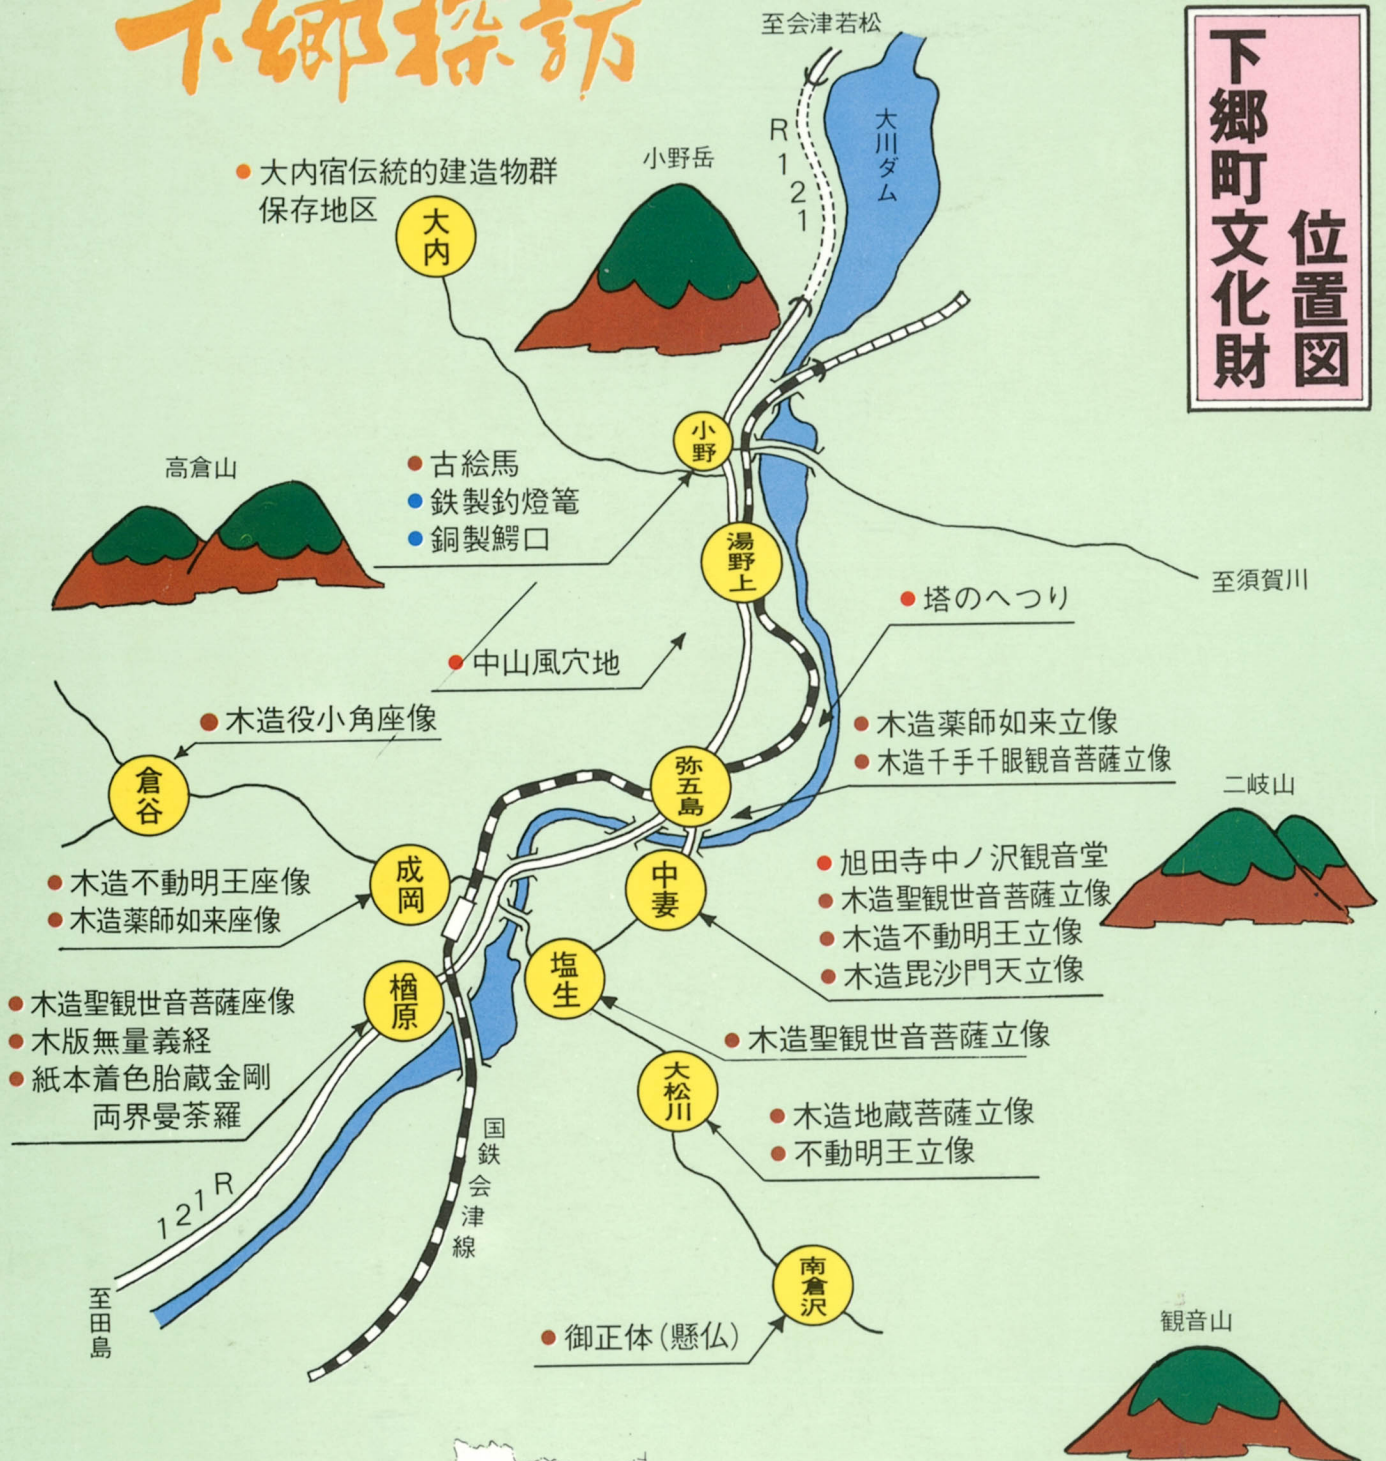 下郷探訪
下郷町文化財
位置図
至会津若松
R121
大川ダム
小野岳
大内宿伝統的建造物群
保存地区
大内
小野
高倉山
古絵馬
鉄製釣燈篭
銅製鰐口
湯野上
至須賀川
塔のへつり
中山風穴地
木造役小角座像
倉谷
木造薬師如来立像
木造千手千眼観音菩薩立像
弥五島
二岐山
成岡
中妻
旭田寺中ノ沢観音堂
木造聖観世音菩薩立像
木造不動明王立像
木造毘沙門天立像
木造不動明王座像
木造薬師如来座像
塩生
楢原
木造聖観世音菩薩座像
木版無量義経
紙本着色胎蔵金剛
両界曼荼羅
木造聖観世音菩薩立像
大松川
木造地蔵菩薩立像
不動明王立像
国鉄会津線
121R
至田島
南倉沢
御正体(懸仏)
観音山